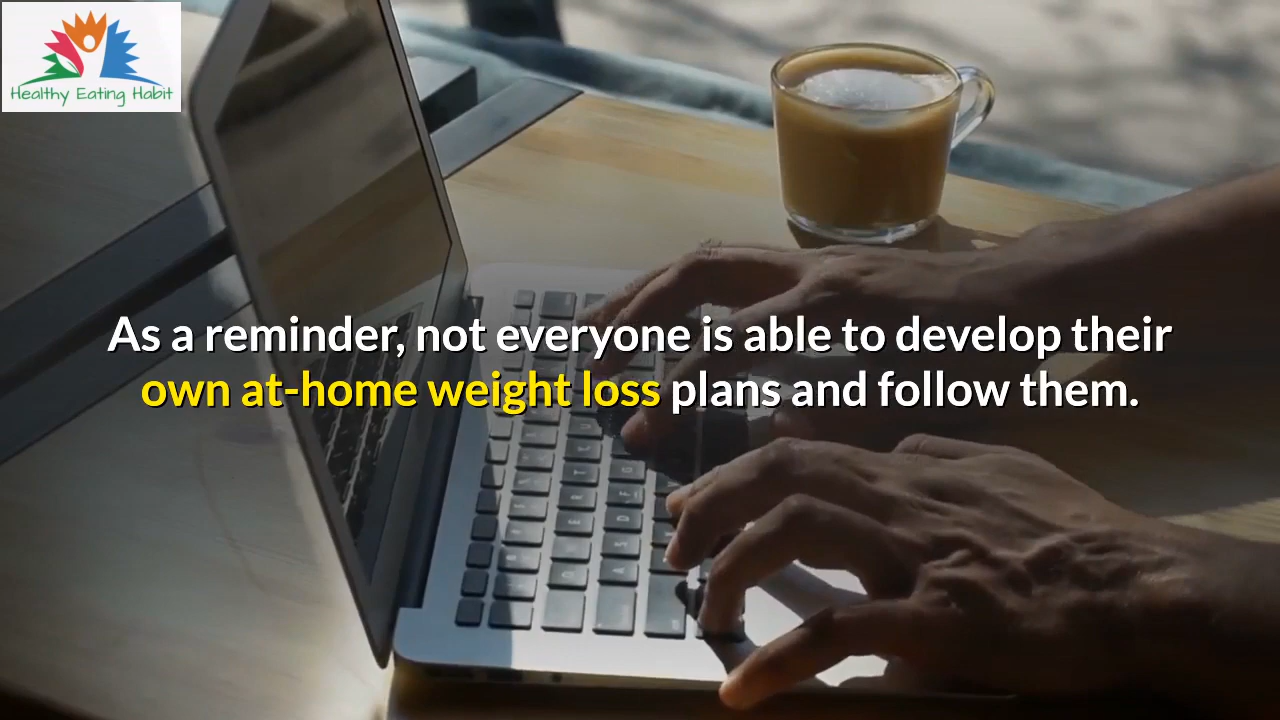 Healthy Eating Habit
As a reminder, not everyone is able to develop their
own at-home weight loss plans and follow them.